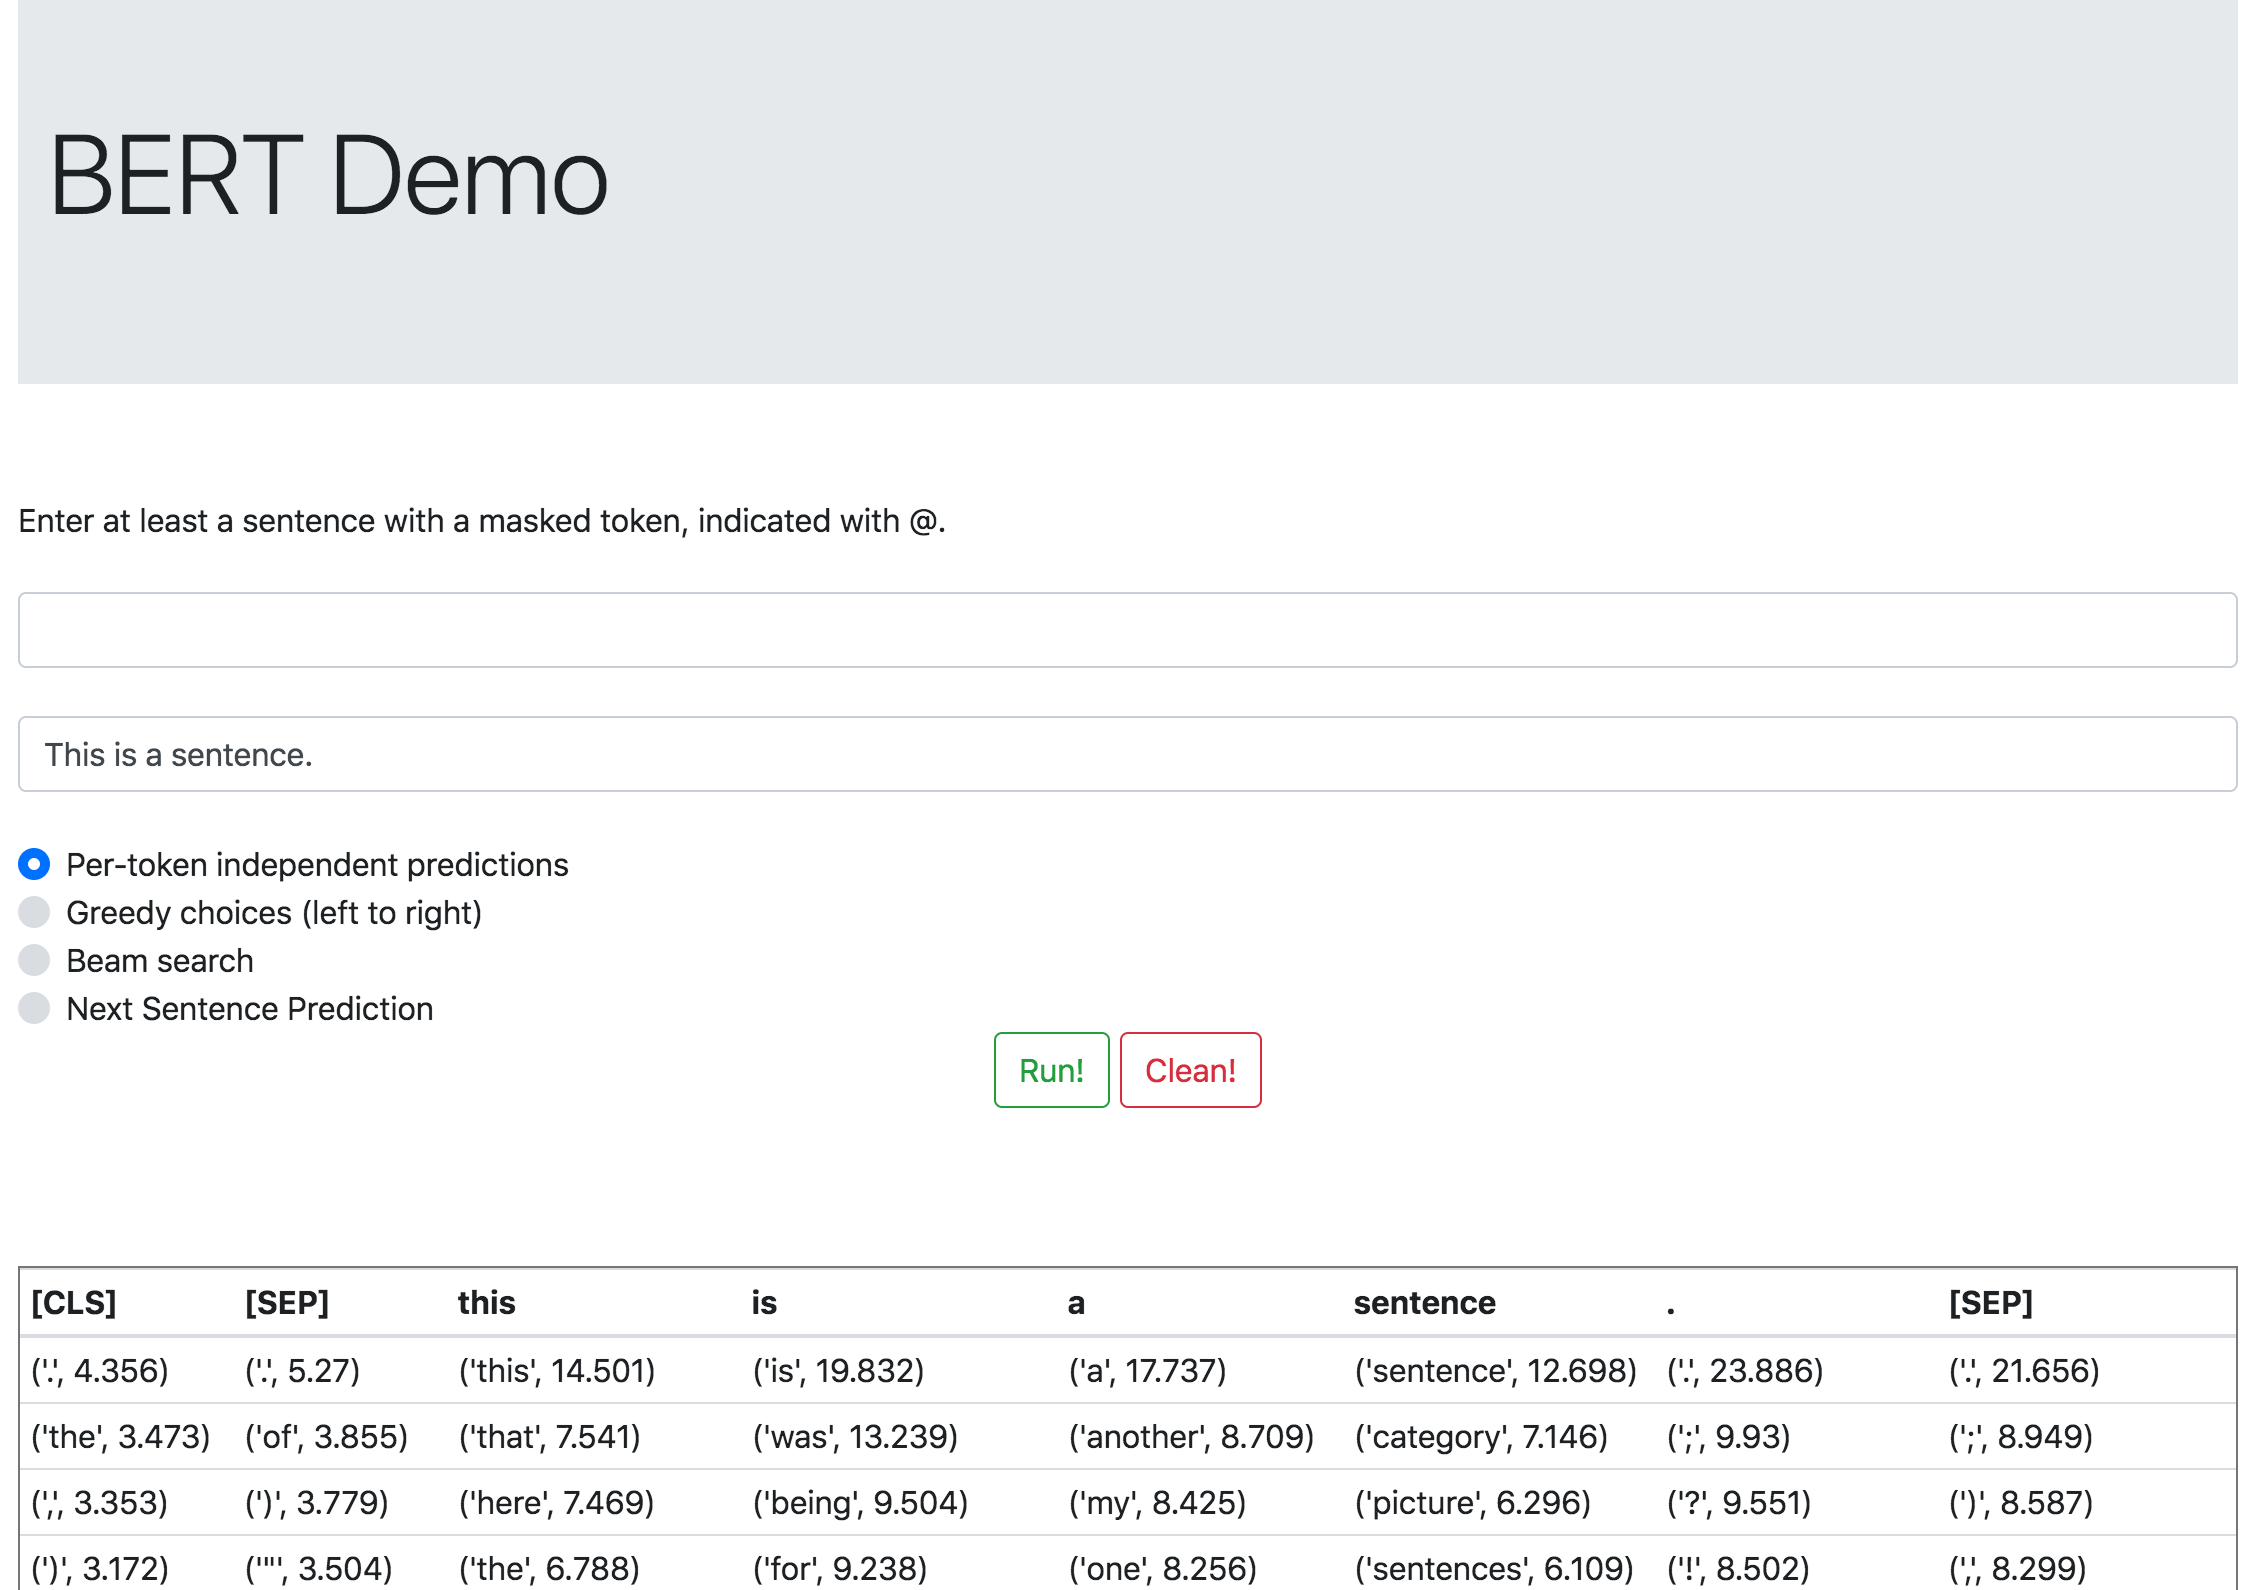 BERT Demo
Enter at least a sentence with a masked token, indicated with @.
This is a sentence.
Per-token independent predictions
Greedy choices (left to right)
Beam search
Next Sentence Prediction
Run! Clean!
[CLS] [SEP] this is a sentence . [SEP]
('.', 4.356) ('.', 5.27) ('this', 14.501) ('is', 19.832) ('a', 17.737) ('sentence', 12.698) ('.', 23.886) ('.', 21.656)
('the', 3.473) ('of', 3.855) ('that', 7.541) ('was', 13.239) ('another', 8.709) ('category', 7.146) (';', 9.93) (';', 8.949)
(',', 3.353) (')', 3.779) ('here', 7.469) ('being', 9.504) ('my', 8.425) ('picture', 6.296) ('?', 9.551) (')', 8.587)
(')', 3.172) ('"', 3.504) ('the', 6.788) ('for', 9.238) ('one', 8.256) ('sentences', 6.109) ('!', 8.502) (',', 8.299)